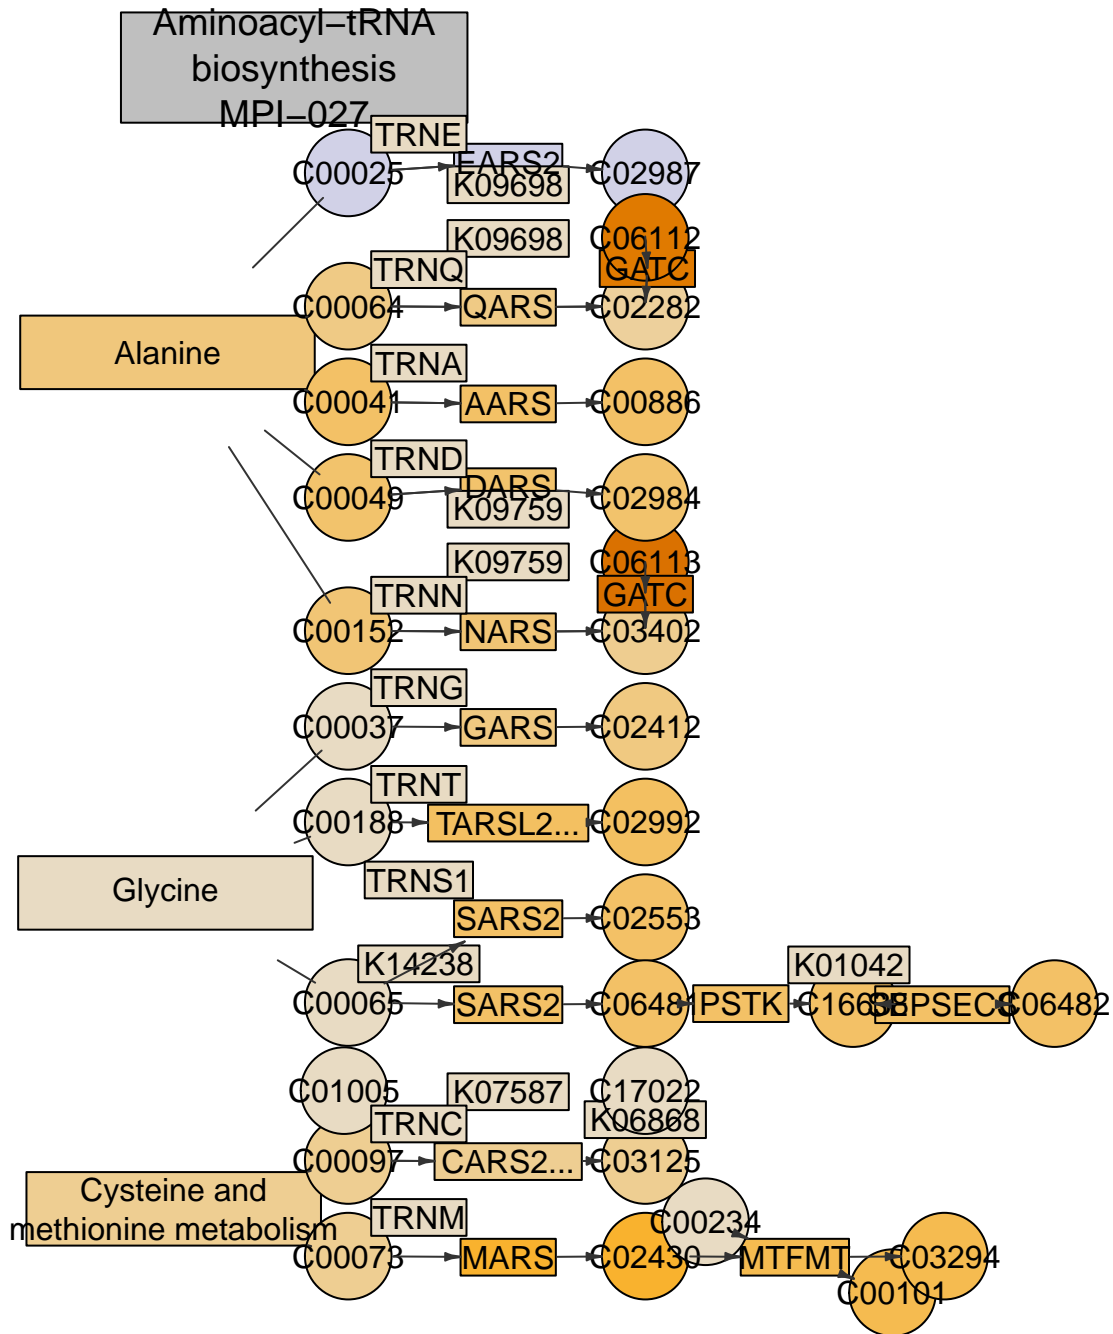 Aminoacyl−tRNA
biosynthesis
MPI−027
TRNE
C00025
EARS2
C02987
K09698
K09698
C06112
TRNQ
GATC
C00064
QARS
C02282
Alanine
TRNA
C00041
AARS
C00886
TRND
C00049
DARS
C02984
K09759
K09759
C06113
TRNN
GATC
C00152
NARS
C03402
TRNG
C00037
GARS
C02412
TRNT
C00188
TARSL2...
C02992
Glycine
TRNS1
SARS2
C02553
K14238
K01042
C00065
SARS2
C06481
PSTK
C16638
SEPSECS
C06482
C01005
K07587
C17022
TRNC
K06868
C00097
CARS2...
C03125
Cysteine and
methionine metabolism
TRNM
C00234
C00073
MARS
C02430
MTFMT
C03294
C00101